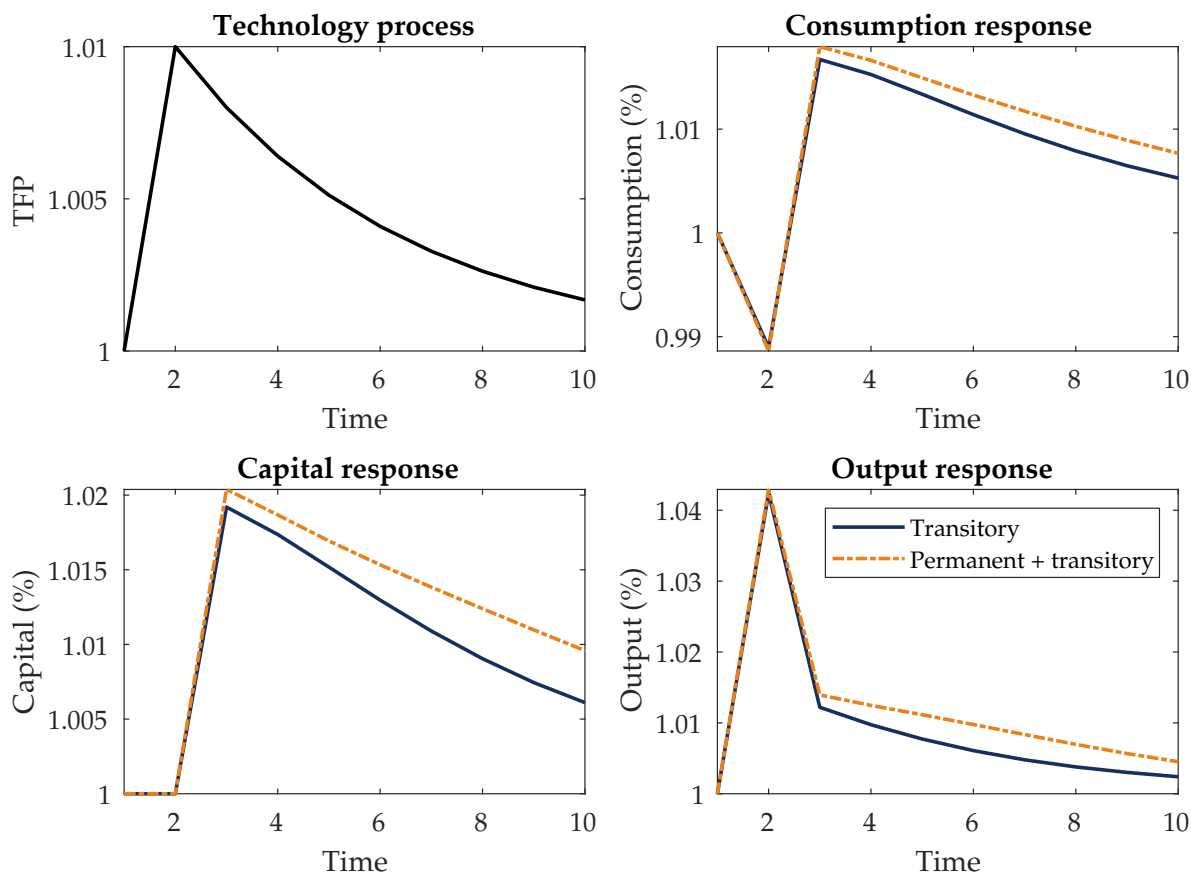 Technology process
1.01
1.005
1
TFP
2 4 6 8 10
Time
Consumption response
1.01
1
0.99
Consumption (%)
2 4 6 8 10
Time
Capital response
1.02
1.015
1.01
1.005
1
Capital (%)
2 4 6 8 10
Time
Output response
1.04
1.03
1.02
1.01
1
Output (%)
Transitory
Permanent + transitory
2 4 6 8 10
Time